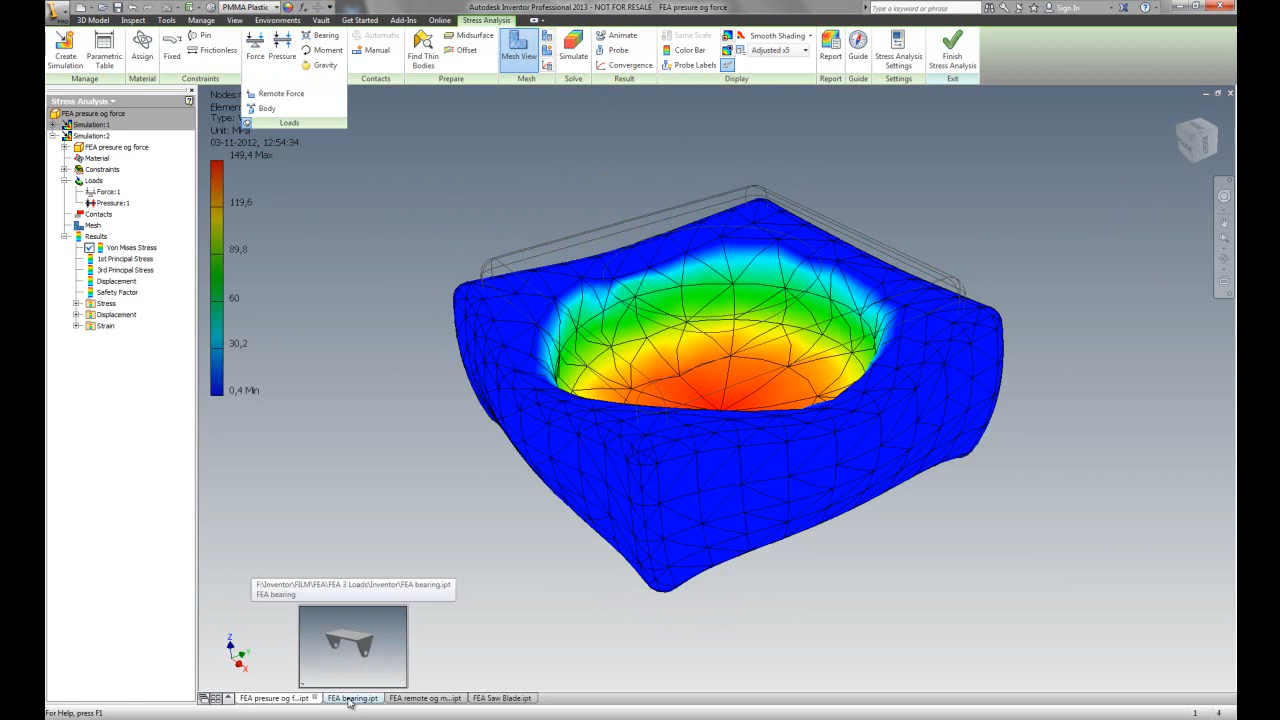 PMMA Plastic
Autodesk Inventor Professional 2013 - NOT FOR RESALE FEA presure og force
Type a keyword or phrase
Sign In
PRO
3D Model Inspect Tools Manage View Environments Vault Get Started Add-Ins Online Stress Analysis
Create Simulation
Parametric Table
Assign
Fixed
Pin
Frictionless
Force
Pressure
Bearing
Moment
Gravity
Automatic
Manual
Find Thin Bodies
Midsurface
Offset
Mesh View
Simulate
Animate
Probe
Convergence
Same Scale
Color Bar
Probe Labels
Smooth Shading
Adjusted x5
Report
Guide
Stress Analysis Settings
Finish Stress Analysis
Manage Material Constraints Contacts Prepare Mesh Solve Result Display Report Guide Settings Exit
Remote Force
Body
Loads
Stress Analysis
FEA presure og force
Simulation:1
Simulation:2
FEA presure og force
Material
Constraints
Loads
Force:1
Pressure:1
Contacts
Mesh
Results
Von Mises Stress
1st Principal Stress
3rd Principal Stress
Displacement
Safety Factor
Stress
Displacement
Strain
Nodes:
Element
Type: V
Unit: MPa
03-11-2012, 12:54:34
149,4 Max
119,6
89,8
60
30,2
0,4 Min
F:\Inventor\FILM\FEA\FEA 3 Loads\Inventor\FEA bearing.ipt
FEA bearing
Z
Y
X
FEA presure og f...ipt FEA bearing.ipt FEA remote og m...ipt FEA Saw Blade.ipt
For Help, press F1
1 4